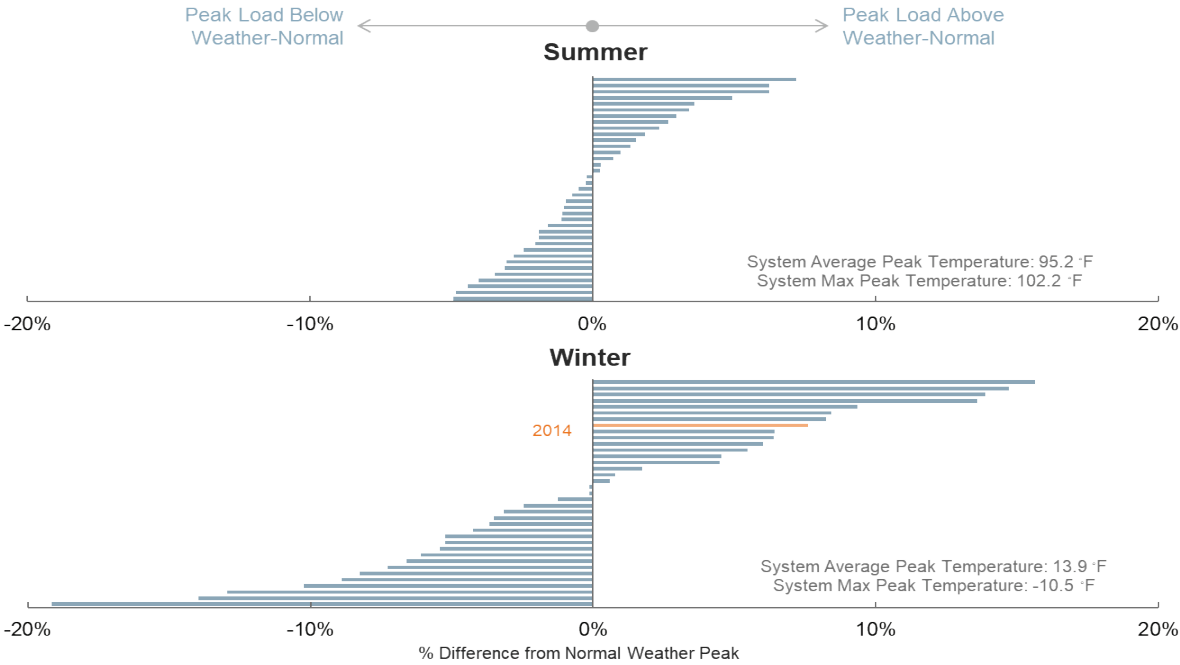 Peak Load Below
Weather-Normal
Peak Load Above
Weather-Normal
Summer
System Average Peak Temperature: 95.2 °F
System Max Peak Temperature: 102.2 °F
-20% -10% 0% 10% 20%
Winter
2014
System Average Peak Temperature: 13.9 °F
System Max Peak Temperature: -10.5 °F
-20% -10% 0% 10% 20%
% Difference from Normal Weather Peak